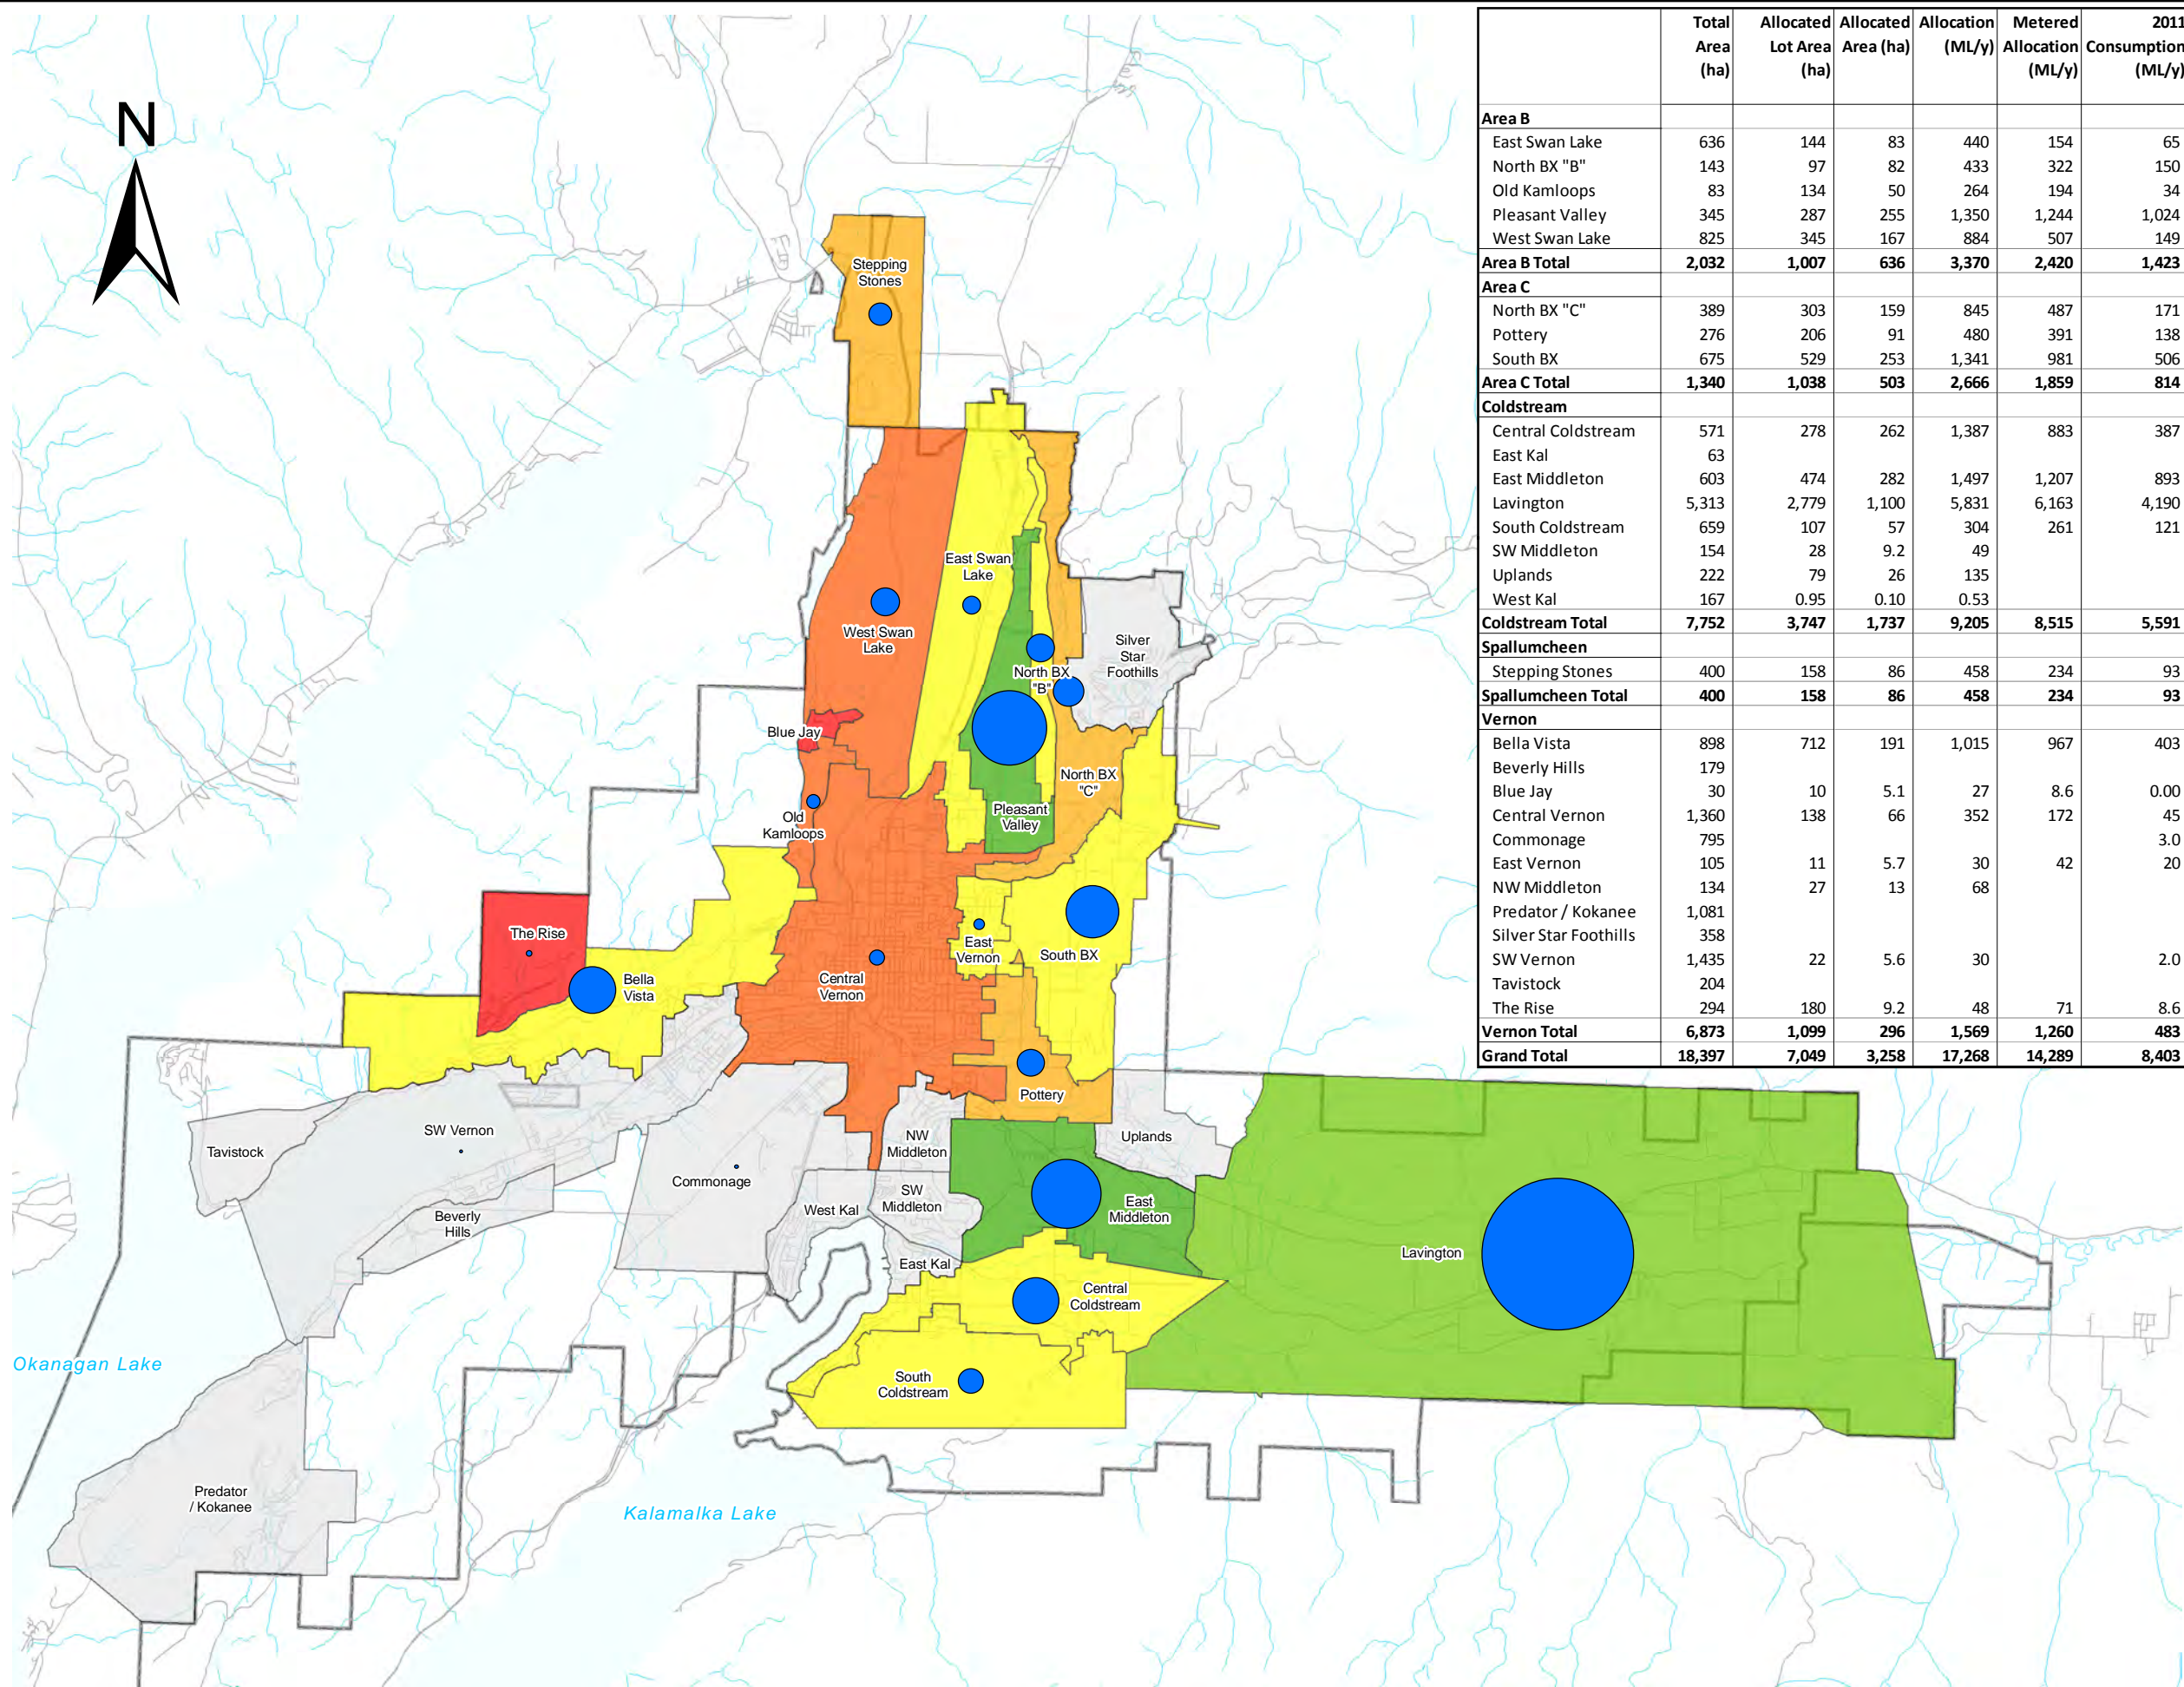 N
Total Area (ha) | Allocated Lot Area (ha) | Allocated Area (ha) | Allocation (ML/y) | Metered Allocation (ML/y) | 2011 Consumption (ML/y)
Area B
East Swan Lake 636 144 83 440 154 65
North BX "B" 143 97 82 433 322 150
Old Kamloops 83 134 50 264 194 34
Pleasant Valley 345 287 255 1,350 1,244 1,024
West Swan Lake 825 345 167 884 507 149
Area B Total 2,032 1,007 636 3,370 2,420 1,423
Area C
North BX "C" 389 303 159 845 487 171
Pottery 276 206 91 480 391 138
South BX 675 529 253 1,341 981 506
Area C Total 1,340 1,038 503 2,666 1,859 814
Coldstream
Central Coldstream 571 278 262 1,387 883 387
East Kal 63
East Middleton 603 474 282 1,497 1,207 893
Lavington 5,313 2,779 1,100 5,831 6,163 4,190
South Coldstream 659 107 57 304 261 121
SW Middleton 154 28 9.2 49
Uplands 222 79 26 135
West Kal 167 0.95 0.10 0.53
Coldstream Total 7,752 3,747 1,737 9,205 8,515 5,591
Spallumcheen
Stepping Stones 400 158 86 458 234 93
Spallumcheen Total 400 158 86 458 234 93
Vernon
Bella Vista 898 712 191 1,015 967 403
Beverly Hills 179
Blue Jay 30 10 5.1 27 8.6 0.00
Central Vernon 1,360 138 66 352 172 45
Commonage 795 3.0
East Vernon 105 11 5.7 30 42 20
NW Middleton 134 27 13 68
Predator / Kokanee 1,081
Silver Star Foothills 358
SW Vernon 1,435 22 5.6 30 2.0
Tavistock 204
The Rise 294 180 9.2 48 71 8.6
Vernon Total 6,873 1,099 296 1,569 1,260 483
Grand Total 18,397 7,049 3,258 17,268 14,289 8,403
Stepping
Stones
East Swan
Lake
West Swan
Lake
Silver
Star
Foothills
North BX
"B"
Blue Jay
North BX
"C"
Pleasant
Valley
Old
Kamloops
The Rise
Bella
Vista
Central
Vernon
East
Vernon
South BX
Pottery
Tavistock
SW Vernon
Beverly
Hills
Commonage
NW
Middleton
Uplands
SW
Middleton
West Kal
East
Middleton
East Kal
Lavington
Central
Coldstream
South
Coldstream
Okanagan Lake
Predator
/ Kokanee
Kalamalka Lake